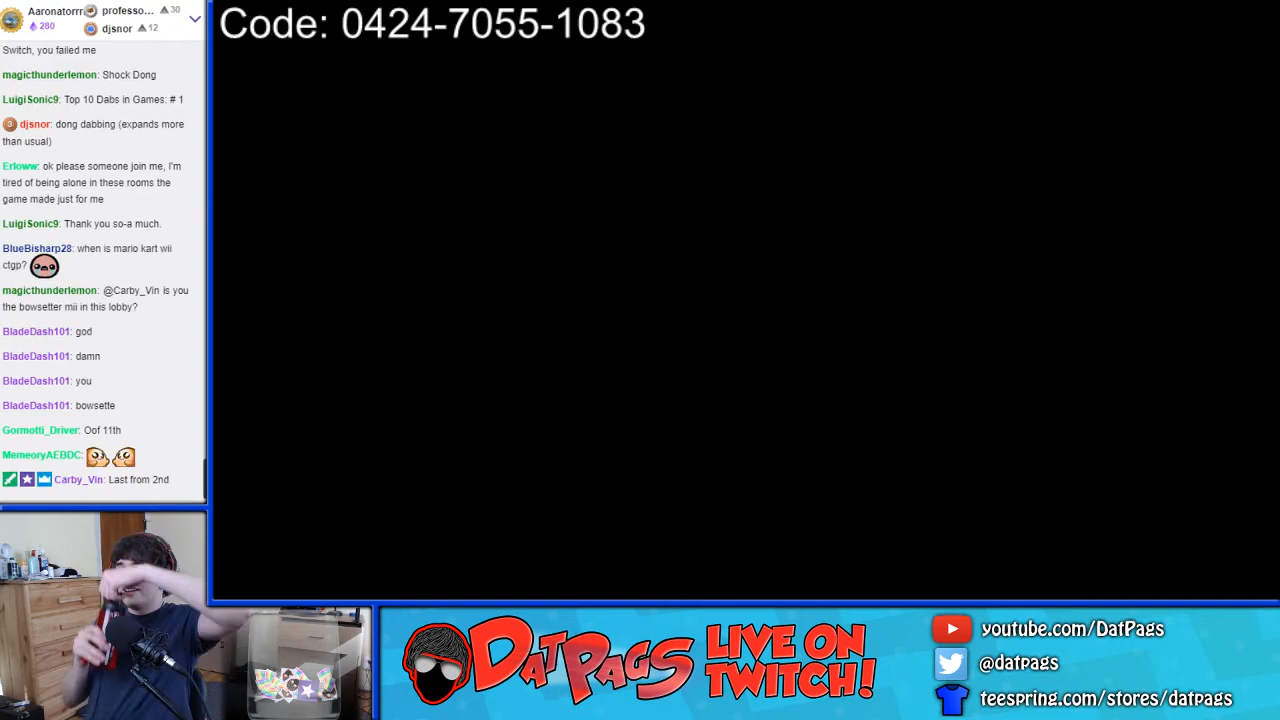 Aaronatorrr
280
professo...
30
djsnor
12
Switch, you failed me
magicthunderlemon: Shock Dong
LuigiSonic9: Top 10 Dabs in Games: # 1
3 djsnor: dong dabbing (expands more
than usual)
Erloww: ok please someone join me, I'm
tired of being alone in these rooms the
game made just for me
LuigiSonic9: Thank you so-a much.
BlueBisharp28: when is mario kart wii
ctgp?
magicthunderlemon: @Carby_Vin is you
the bowsetter mii in this lobby?
BladeDash101: god
BladeDash101: damn
BladeDash101: you
BladeDash101: bowsette
Gormotti_Driver: Oof 11th
MemeoryAEBDC:
Carby_Vin: Last from 2nd
Code: 0424-7055-1083
DATPAGS
LIVE ON
TWITCH!
youtube.com/DatPags
@datpags
teespring.com/stores/datpags